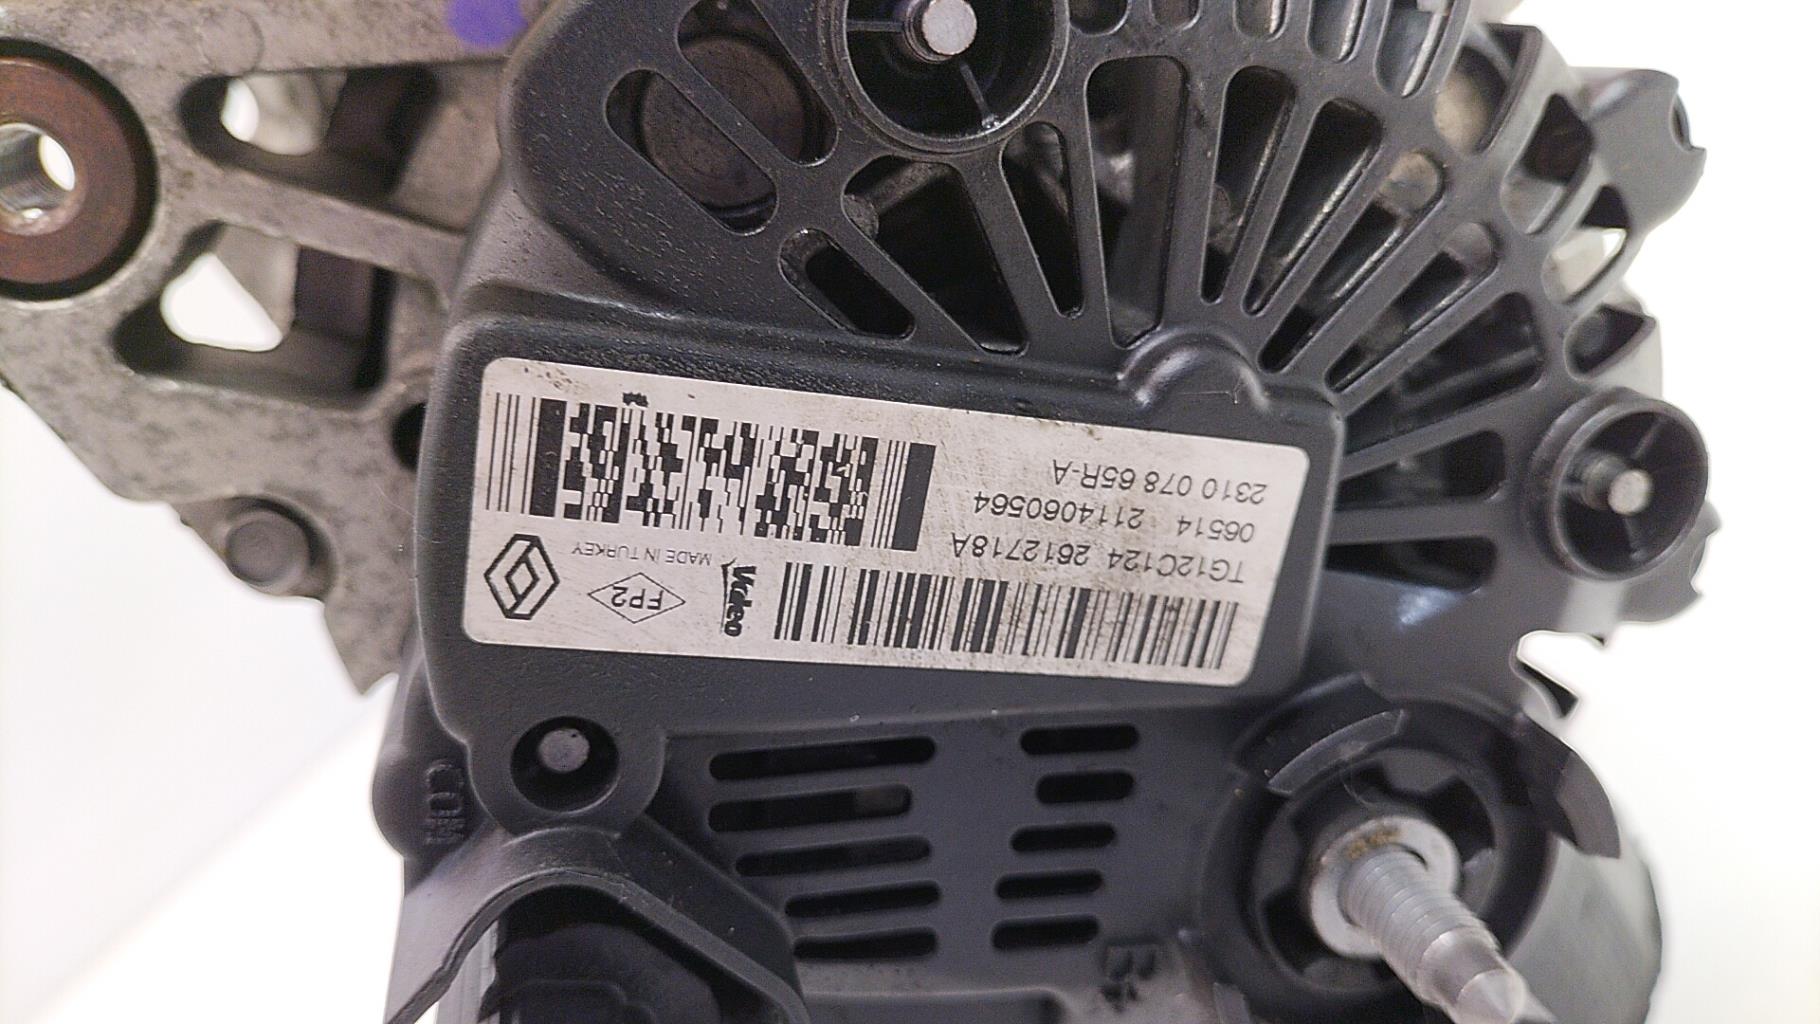 Valeo
FP2
MADE IN TURKEY
TG12C124 2612718A
06514 2114060564
2310 078 65R-A